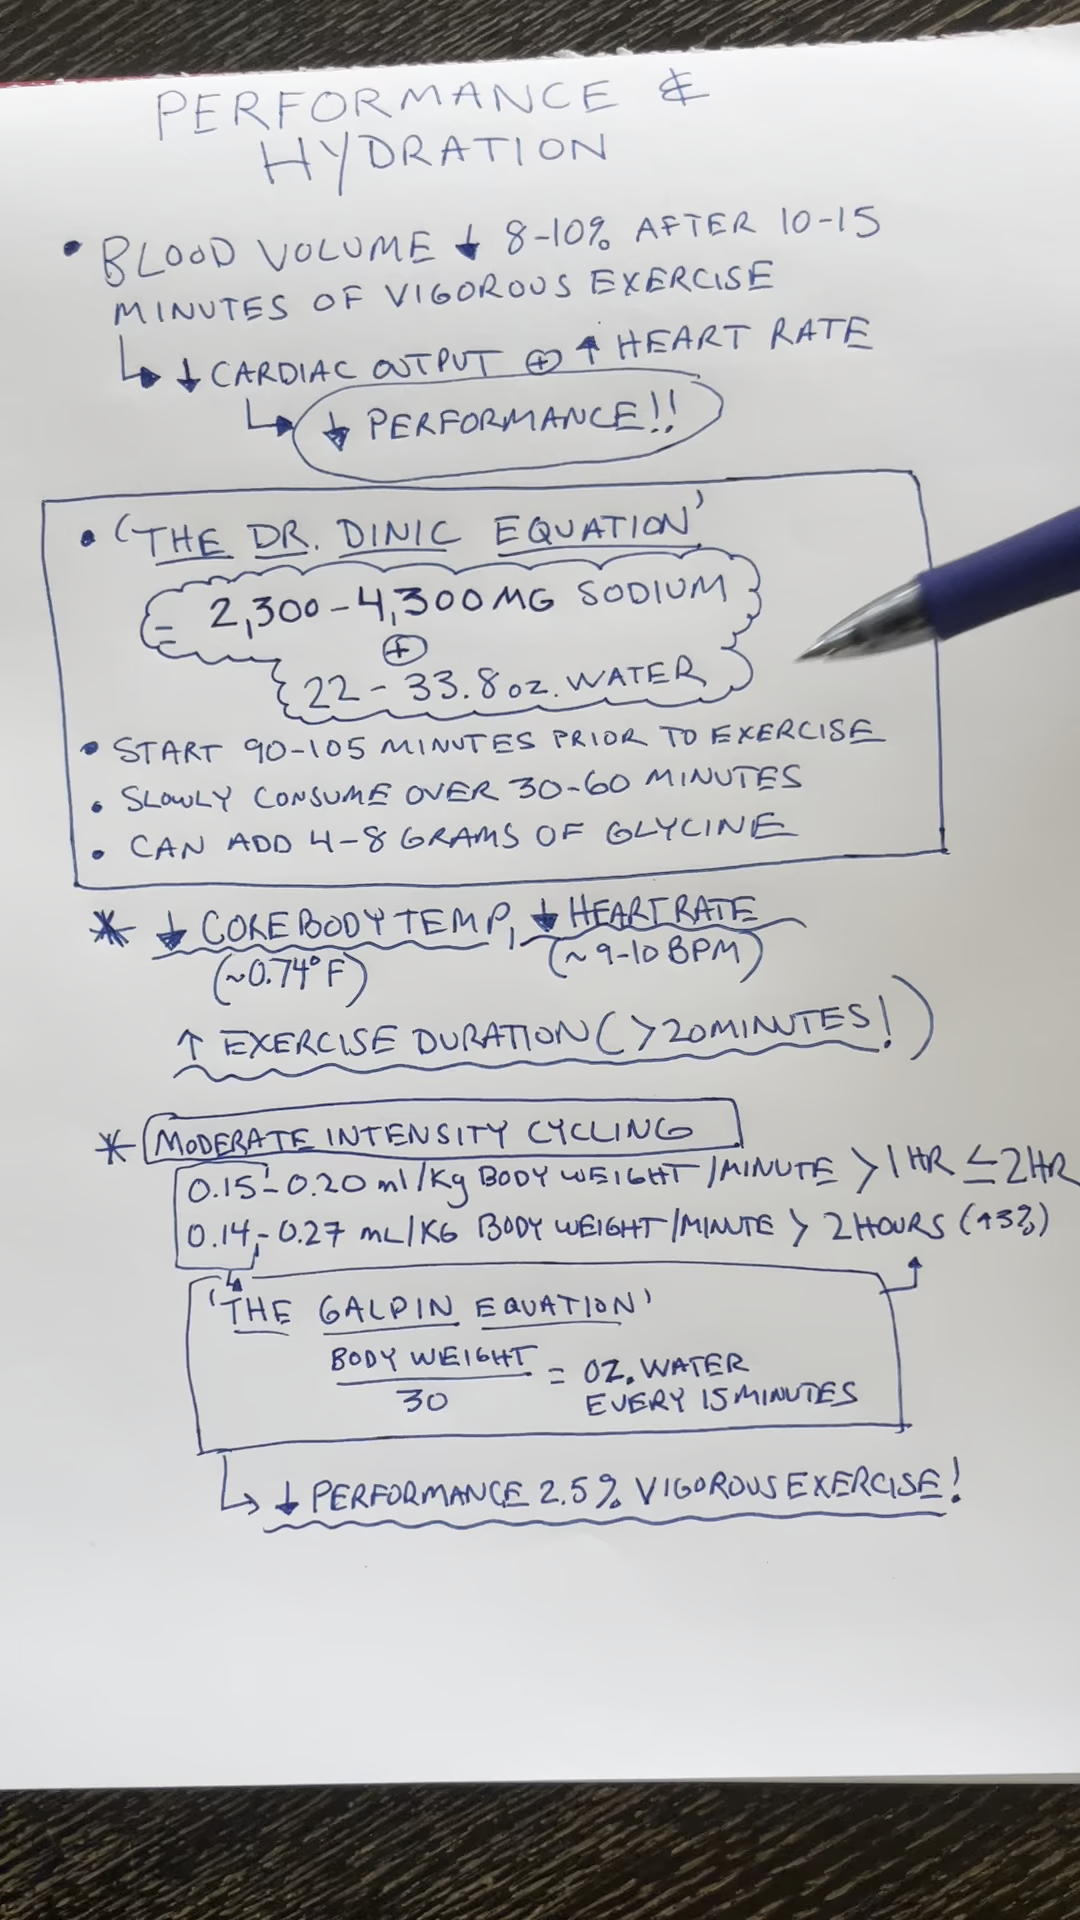 PERFORMANCE &
HYDRATION
• BLOOD VOLUME ↓ 8-10% AFTER 10-15
MINUTES OF VIGOROUS EXERCISE
↳ ↓ CARDIAC OUTPUT ⊕ ↑ HEART RATE
↳ ↓ PERFORMANCE!!
• 'THE DR. DINIC EQUATION'
= 2,300-4,300MG SODIUM
⊕
22-33.8 oz. WATER
• START 90-105 MINUTES PRIOR TO EXERCISE
• SLOWLY CONSUME OVER 30-60 MINUTES
• CAN ADD 4-8 GRAMS OF GLYCINE
* ↓ CORE BODY TEMP, ↓ HEART RATE
(~0.74°F) (~9-10 BPM)
↑ EXERCISE DURATION (>20 MINUTES!)
* MODERATE INTENSITY CYCLING
0.15-0.20 ml/Kg BODY WEIGHT/MINUTE > 1 HR ≤ 2 HR
0.14-0.27 mL/KG BODY WEIGHT/MINUTE > 2 HOURS (↑3%)
'THE GALPIN EQUATION'
BODY WEIGHT
30
= OZ. WATER
EVERY 15 MINUTES
↳ ↓ PERFORMANCE 2.5% VIGOROUS EXERCISE!